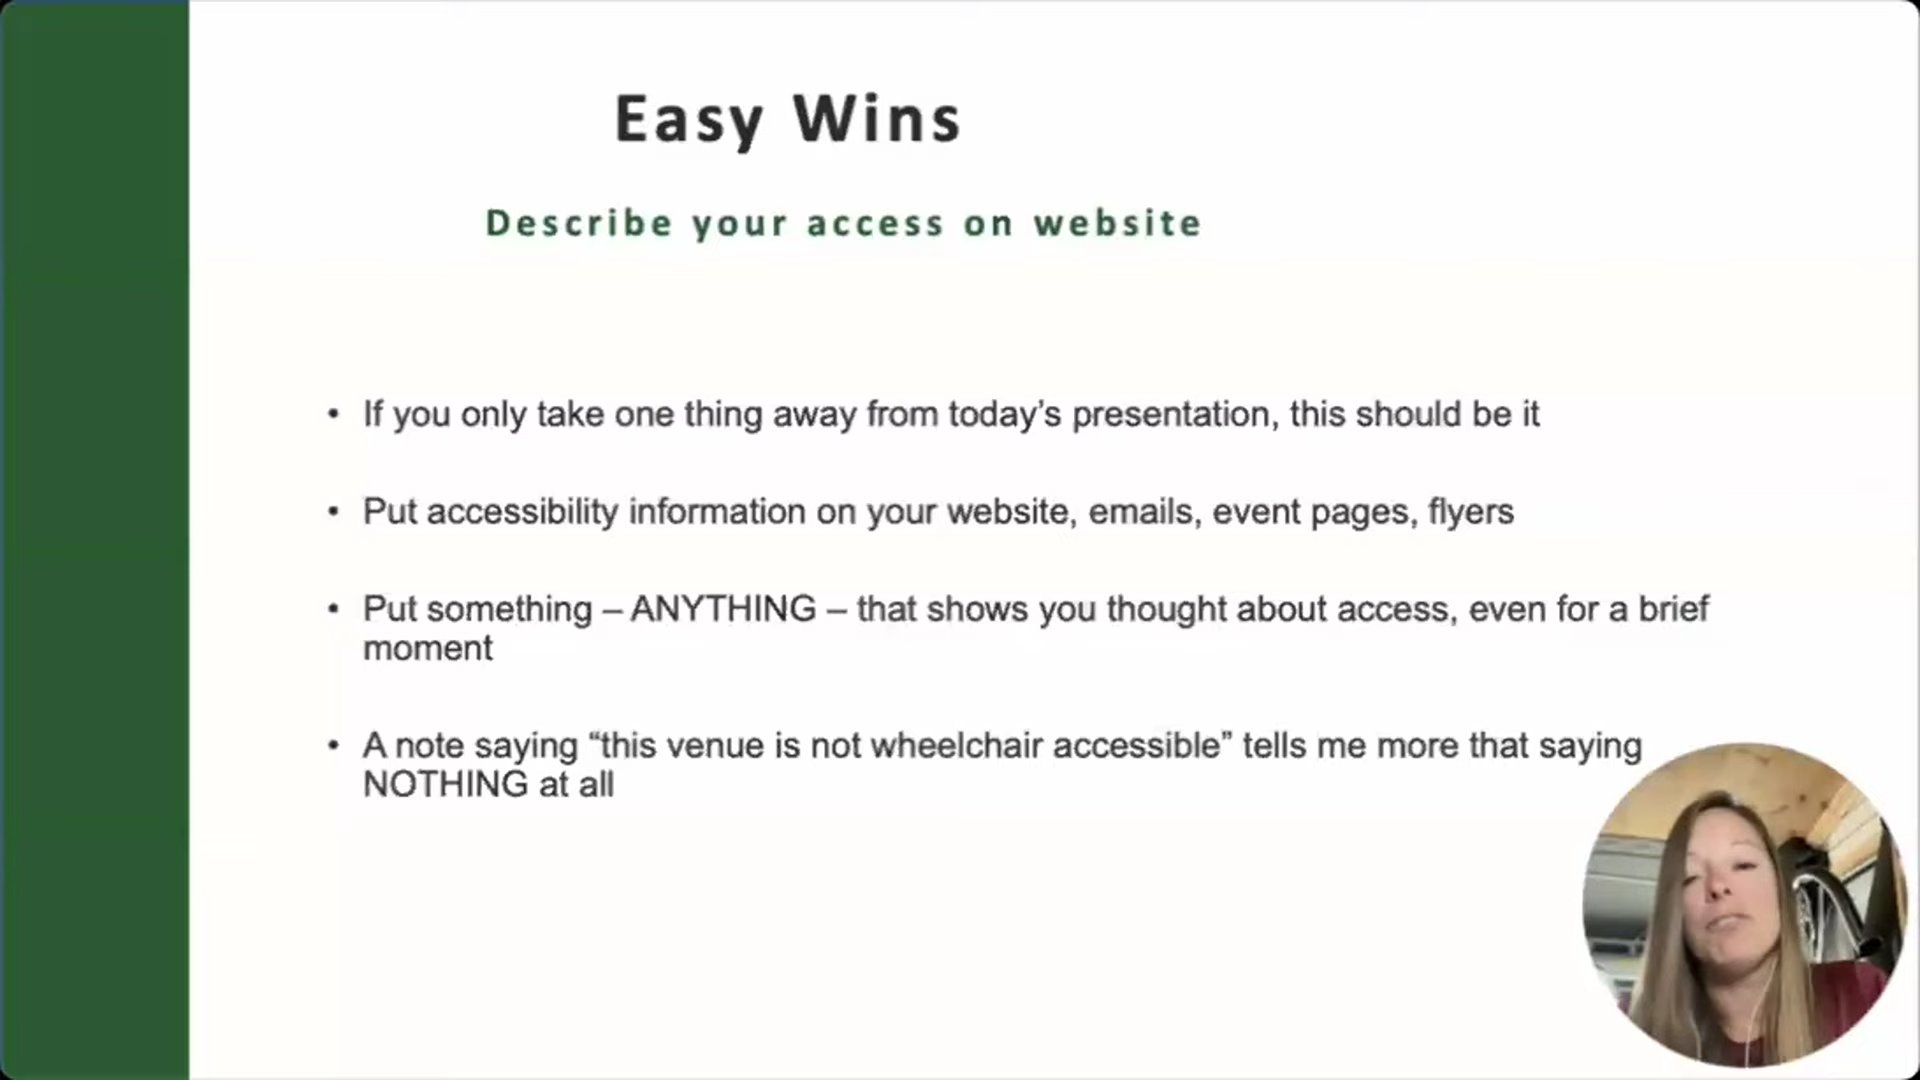 Easy Wins
Describe your access on website
• If you only take one thing away from today’s presentation, this should be it
• Put accessibility information on your website, emails, event pages, flyers
• Put something – ANYTHING – that shows you thought about access, even for a brief
moment
• A note saying “this venue is not wheelchair accessible” tells me more that saying
NOTHING at all